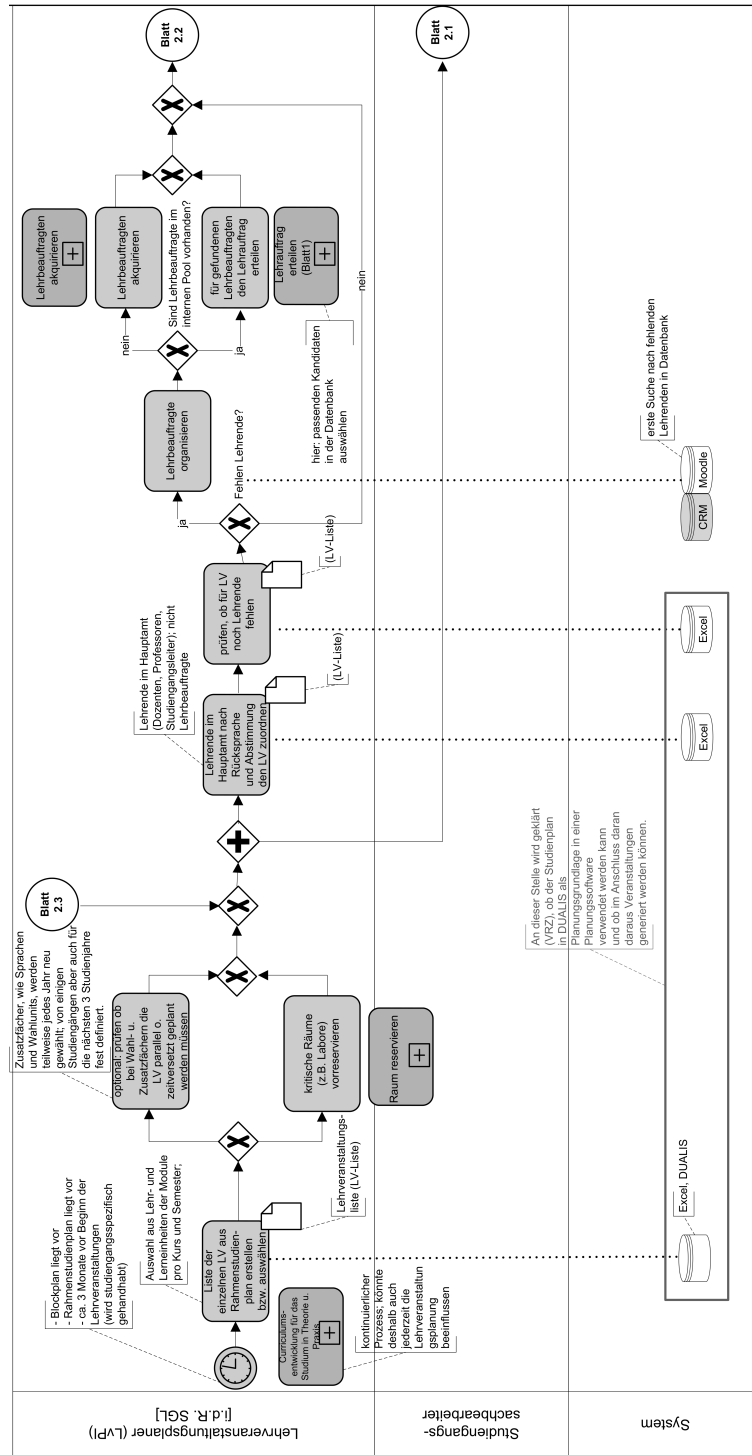 Lehrveranstaltungsplaner (LvPl)
[i.d.R. SGL]
Studiengangs-
sachbearbeiter
System
- Blockplan liegt vor
- Rahmenstudienplan liegt vor
- ca. 3 Monate vor Beginn der
Lehrveranstaltungen
(wird studiengangsspezifisch
gehandhabt)
Auswahl aus Lehr- und
Lerneinheiten der Module
pro Kurs und Semester;
Liste der
einzelnen LV aus
Rahmenstudien-
plan erstellen
bzw. auswählen
Lehrveranstaltungs-
liste (LV-Liste)
Curriculums-
entwicklung für das
Studium in Theorie u.
Praxis
kontinuierlicher
Prozess; könnte
deshalb auch
jederzeit die
Lehrveranstaltun
gsplanung
beeinflussen
Zusatzfächer, wie Sprachen
und Wahlunits, werden
teilweise jedes Jahr neu
gewählt; von einigen
Studiengängen aber auch für
die nächsten 3 Studienjahre
fest definiert.
optional: prüfen ob
bei Wahl- u.
Zusatzfächern die
LV parallel o.
zeitversetzt geplant
werden müssen
kritische Räume
(z.B. Labore)
vorreservieren
Raum reservieren
Blatt
2.3
Lehrende im Hauptamt
(Dozenten, Professoren,
Studiengangsleiter); nicht
Lehrbeauftragte
Lehrende im
Hauptamt nach
Rücksprache
und Abstimmung
den LV zuordnen
(LV-Liste)
prüfen, ob für LV
noch Lehrende
fehlen
(LV-Liste)
Fehlen Lehrende?
ja
nein
Lehrbeauftragte
organisieren
Sind Lehrbeauftragte im
internen Pool vorhanden?
nein
ja
Lehrbeauftragten
akquirieren
Lehrbeauftragten
akquirieren
für gefundenen
Lehrbeauftragten
den Lehrauftrag
erteilen
Lehrauftrag
erteilen
(Blatt1)
hier: passenden Kandidaten
in der Datenbank
auswählen
Blatt
2.2
Blatt
2.1
An dieser Stelle wird geklärt
(VRZ), ob der Studienplan
in DUALIS als
Planungsgrundlage in einer
Planungssoftware
verwendet werden kann
und ob im Anschluss daran
daraus Veranstaltungen
generiert werden können.
Excel, DUALIS
Excel
Excel
CRM
Moodle
erste Suche nach fehlenden
Lehrenden in Datenbank